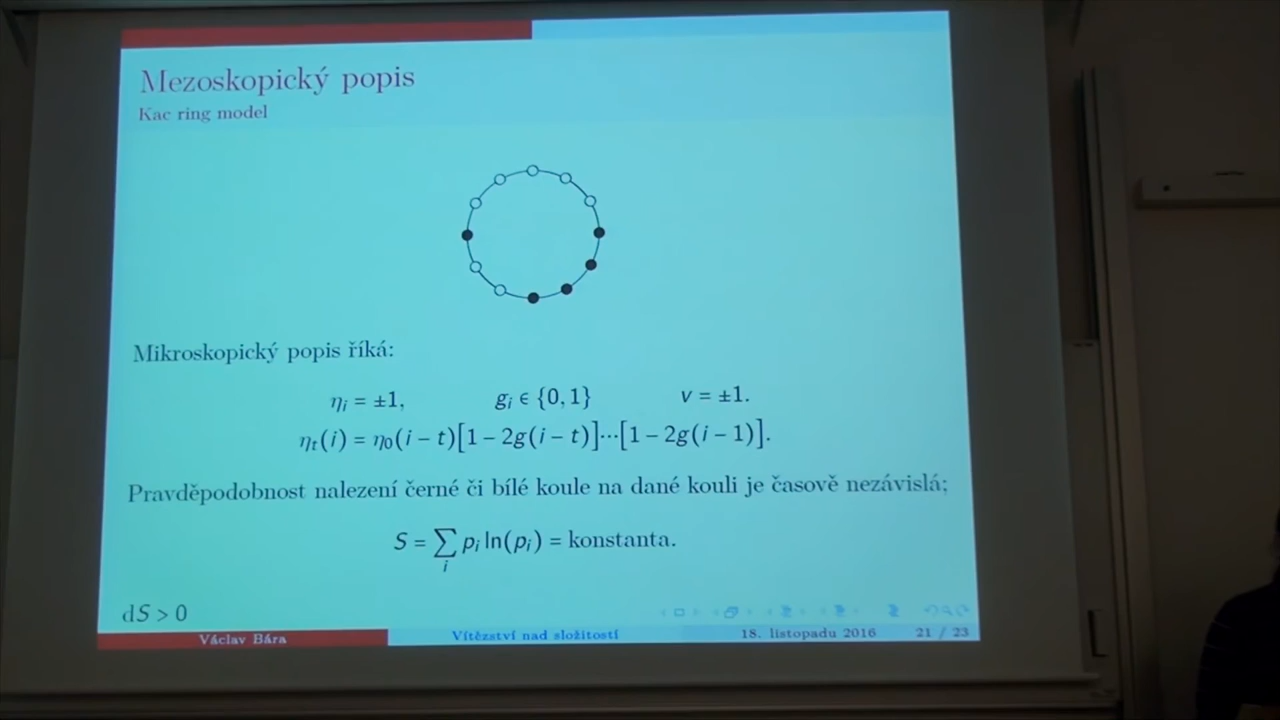 Mezoskopický popis
Kac ring model
Mikroskopický popis říká:
ηᵢ = ±1, gᵢ ∈ {0, 1} v = ±1.
ηₜ(i) = η₀(i − t)[1 − 2g(i − t)]···[1 − 2g(i − 1)].
Pravděpodobnost nalezení černé či bílé koule na dané kouli je časově nezávislá;
S = ∑ᵢ pᵢ ln(pᵢ) = konstanta.
dS > 0
Václav Bára Vítězství nad složitostí 18. listopadu 2016 21 / 23